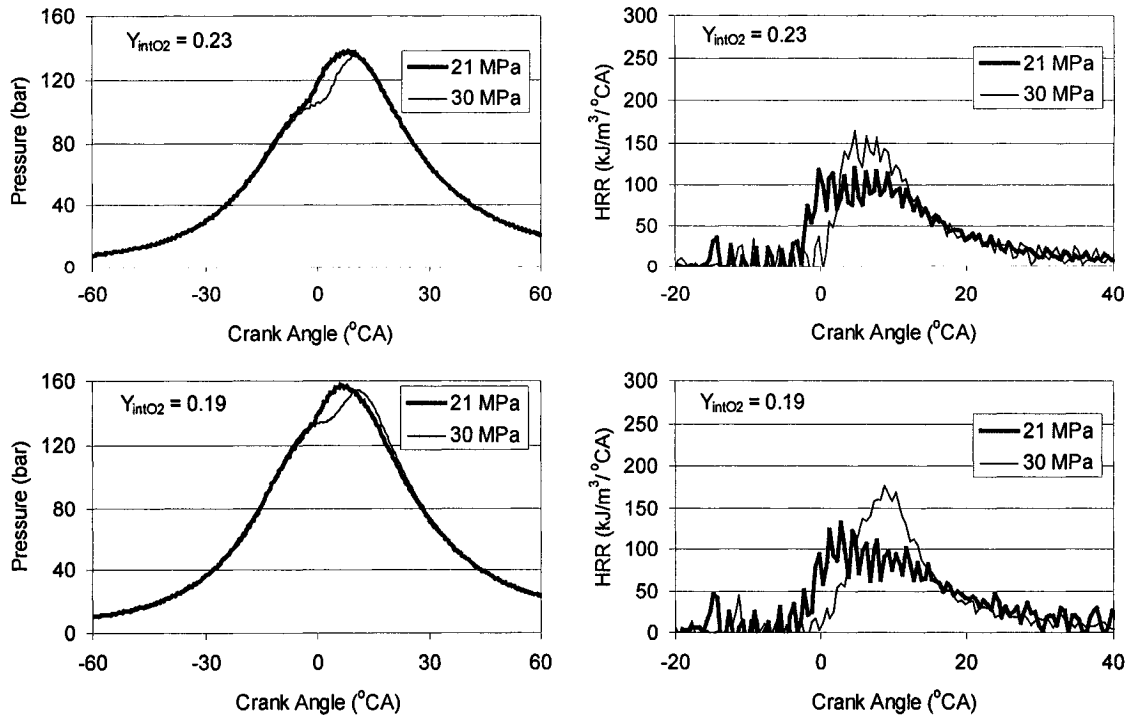 Y_intO2 = 0.23
21 MPa
30 MPa
Pressure (bar)
160
120
80
40
0
-60
-30
0
30
60
Crank Angle (°CA)
Y_intO2 = 0.23
21 MPa
30 MPa
HRR (kJ/m³/°CA)
300
250
200
150
100
50
0
-20
0
20
40
Crank Angle (°CA)
Y_intO2 = 0.19
21 MPa
30 MPa
Pressure (bar)
160
120
80
40
0
-60
-30
0
30
60
Crank Angle (°CA)
Y_intO2 = 0.19
21 MPa
30 MPa
HRR (kJ/m³/°CA)
300
250
200
150
100
50
0
-20
0
20
40
Crank Angle (°CA)